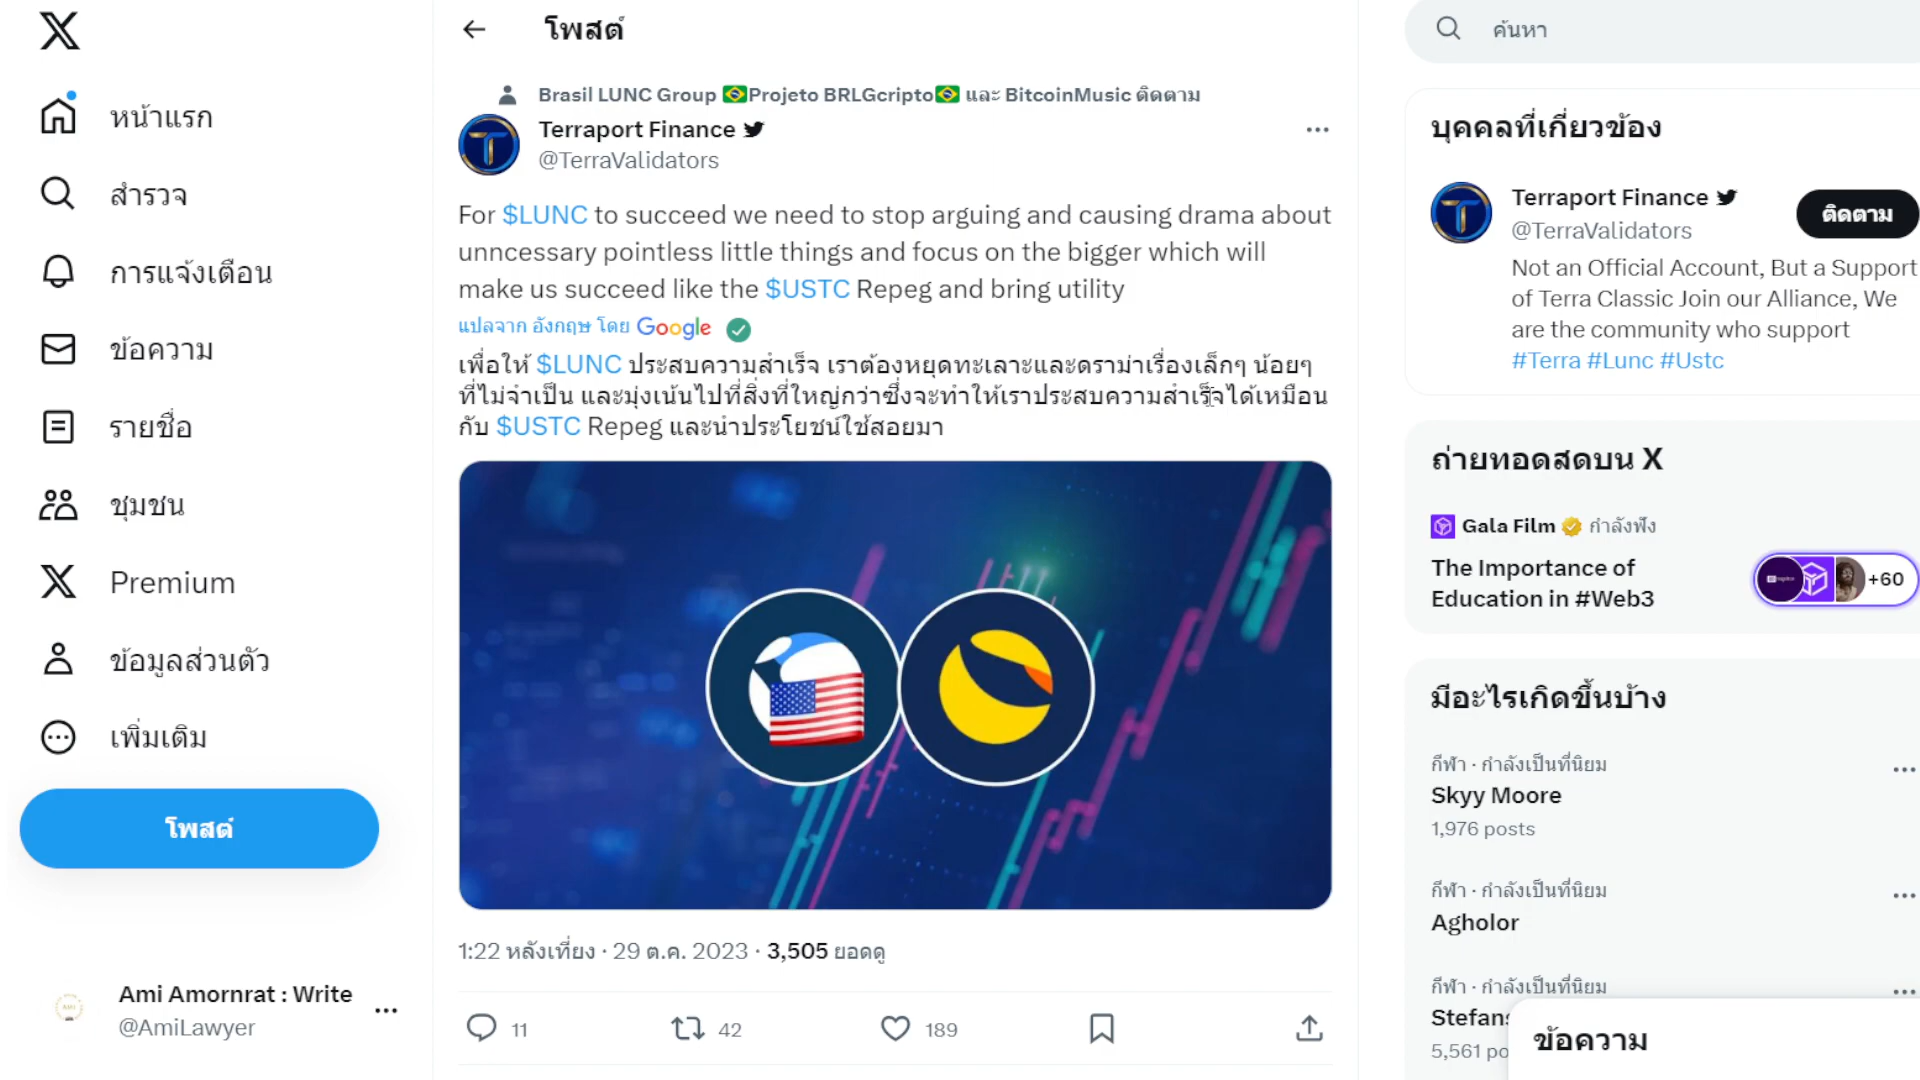 หน้าแรก
สำรวจ
การแจ้งเตือน
ข้อความ
รายชื่อ
ชุมชน
Premium
ข้อมูลส่วนตัว
เพิ่มเติม
โพสต์
Ami Amornrat : Write
@AmiLawyer
โพสต์
Brasil LUNC Group 🇧🇷Projeto BRLGcripto🇧🇷 และ BitcoinMusic ติดตาม
Terraport Finance
@TerraValidators
For $LUNC to succeed we need to stop arguing and causing drama about
unncessary pointless little things and focus on the bigger which will
make us succeed like the $USTC Repeg and bring utility
แปลจาก อังกฤษ โดย Google
เพื่อให้ $LUNC ประสบความสำเร็จ เราต้องหยุดทะเลาะและดราม่าเรื่องเล็กๆ น้อยๆ
ที่ไม่จำเป็น และมุ่งเน้นไปที่สิ่งที่ใหญ่กว่าซึ่งจะทำให้เราประสบความสำเร็จได้เหมือน
กับ $USTC Repeg และนำประโยชน์ใช้สอยมา
1:22 หลังเที่ยง · 29 ต.ค. 2023 · 3,505 ยอดดู
11 42 189
ค้นหา
บุคคลที่เกี่ยวข้อง
Terraport Finance
@TerraValidators
ติดตาม
Not an Official Account, But a Support
of Terra Classic Join our Alliance, We
are the community who support
#Terra #Lunc #Ustc
ถ่ายทอดสดบน X
Gala Film กำลังฟัง
The Importance of
Education in #Web3
+60
มีอะไรเกิดขึ้นบ้าง
กีฬา · กำลังเป็นที่นิยม
Skyy Moore
1,976 posts
กีฬา · กำลังเป็นที่นิยม
Agholor
กีฬา · กำลังเป็นที่นิยม
5,561
ข้อความ